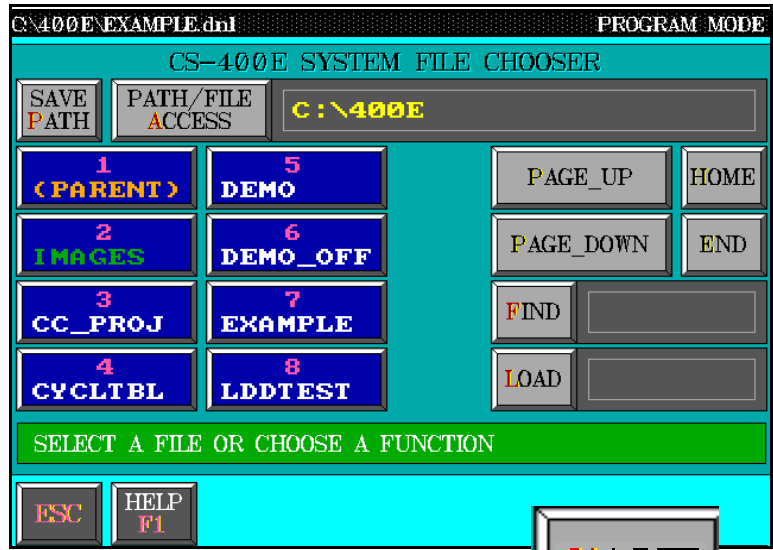 C:\400E\EXAMPLE.dnl PROGRAM MODE
CS-400E SYSTEM FILE CHOOSER
SAVE PATH/FILE
PATH ACCESS C:\400E
1 5
(PARENT) DEMO PAGE_UP HOME
2 6
IMAGES DEMO_OFF PAGE_DOWN END
3 7
CC_PROJ EXAMPLE FIND
4 8
CYCLTBL LDDTEST LOAD
SELECT A FILE OR CHOOSE A FUNCTION
ESC HELP
F1